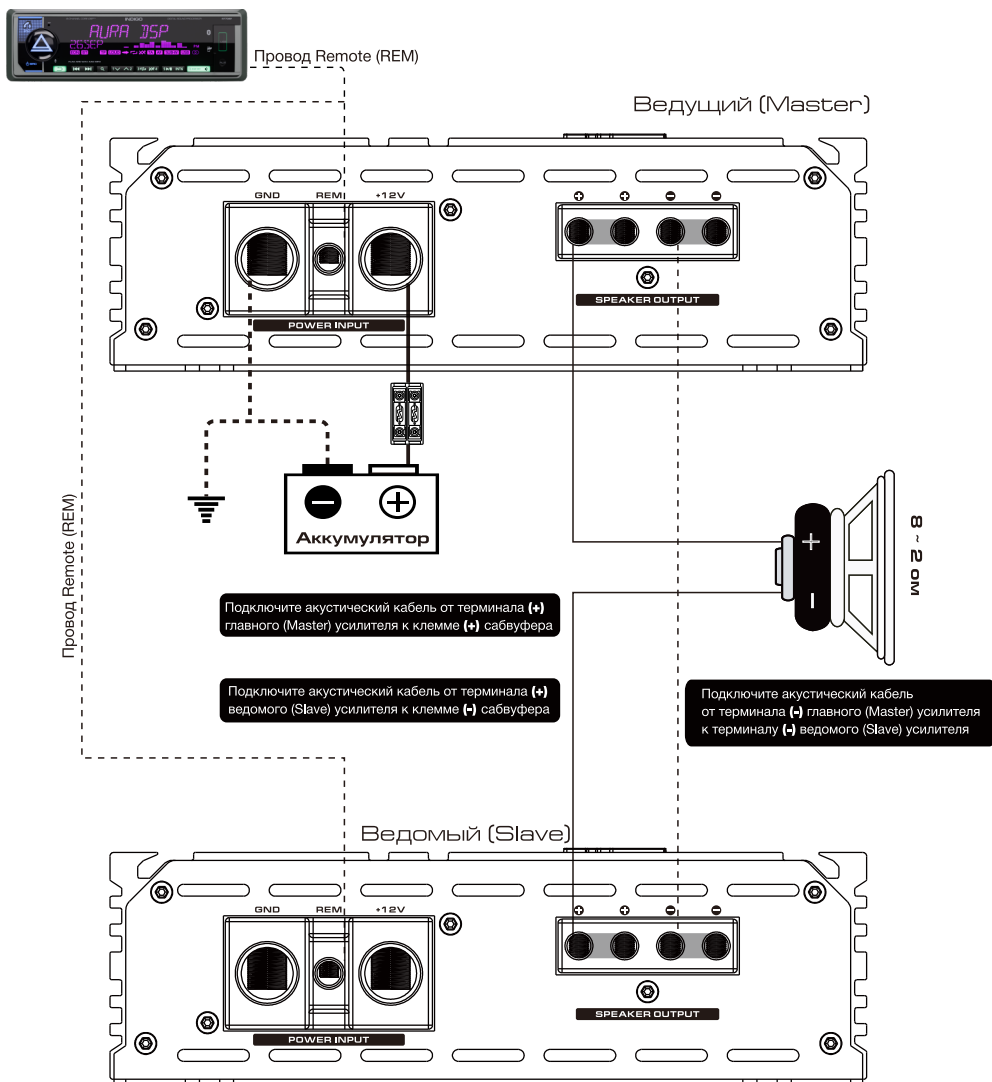 AURA DSP
26SEP
Провод Remote (REM)
Ведущий (Master)
GND REM +12V
POWER INPUT
SPEAKER OUTPUT
Аккумулятор
Провод Remote (REM)
8 ~ 2 ом
Подключите акустический кабель от терминала (+)
главного (Master) усилителя к клемме (+) сабвуфера
Подключите акустический кабель от терминала (+)
ведомого (Slave) усилителя к клемме (-) сабвуфера
Подключите акустический кабель
от терминала (-) главного (Master) усилителя
к терминалу (-) ведомого (Slave) усилителя
Ведомый (Slave)
GND REM +12V
POWER INPUT
SPEAKER OUTPUT